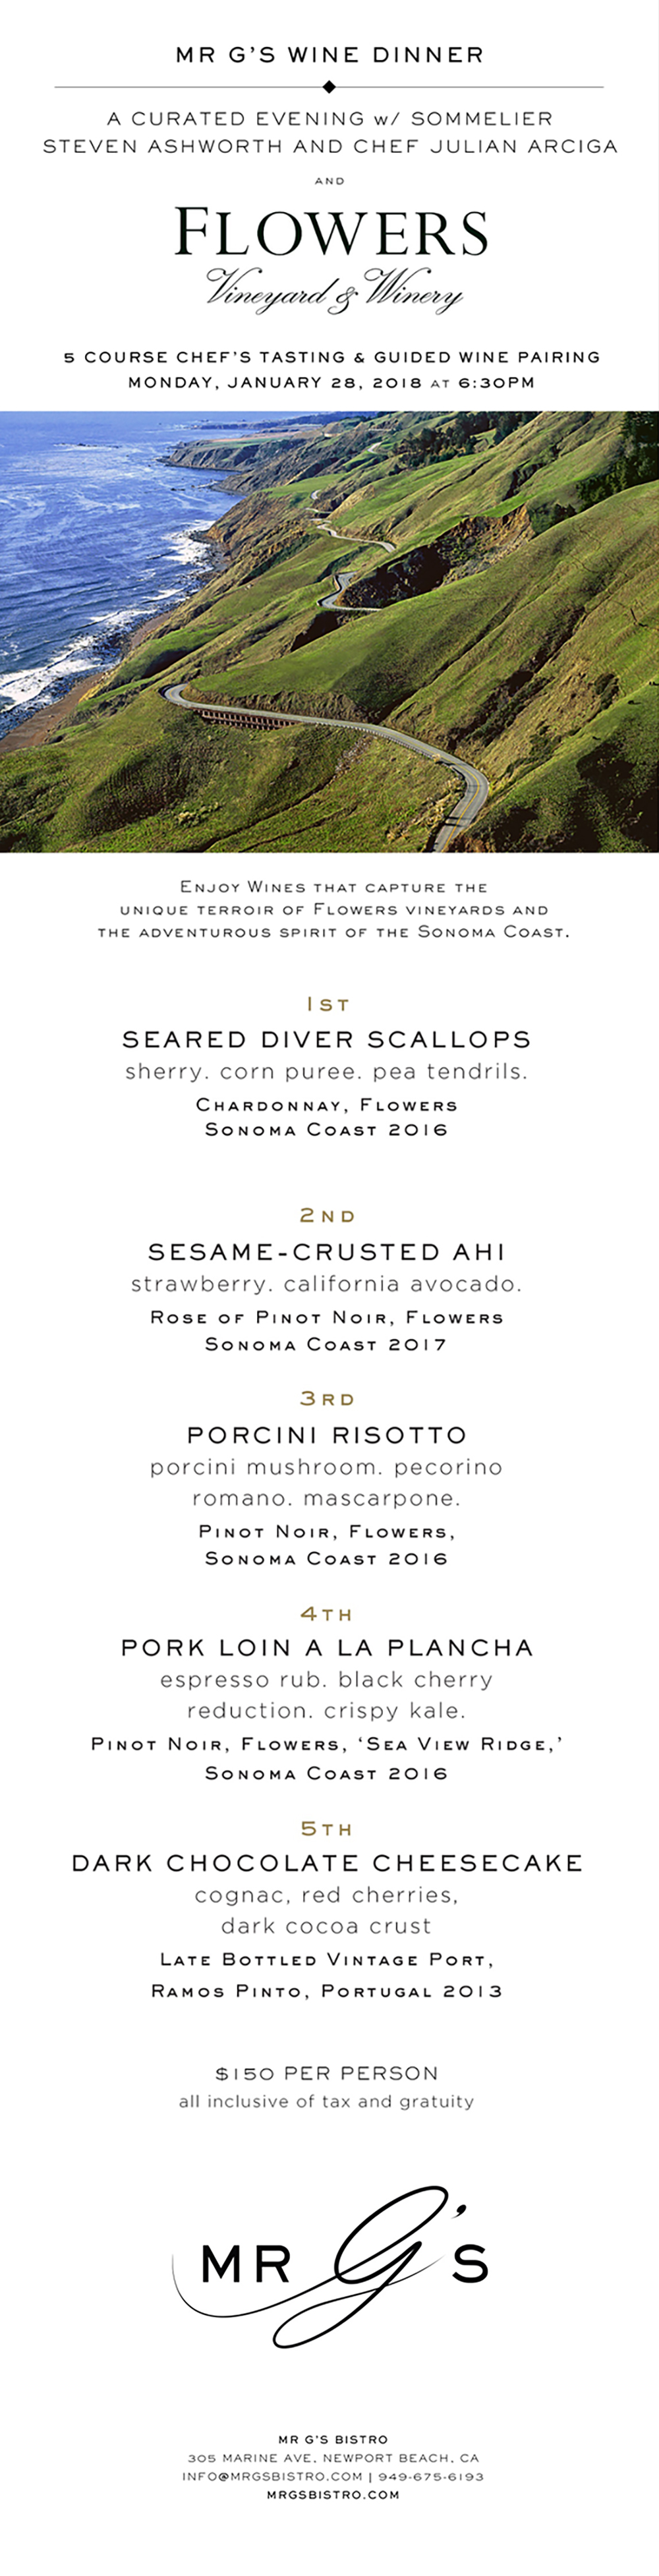 MR G'S WINE DINNER
A CURATED EVENING w/ SOMMELIER
STEVEN ASHWORTH AND CHEF JULIAN ARCIGA
AND
FLOWERS
Vineyard & Winery
5 COURSE CHEF'S TASTING & GUIDED WINE PAIRING
MONDAY, JANUARY 28, 2018 AT 6:30PM
ENJOY WINES THAT CAPTURE THE
UNIQUE TERROIR OF FLOWERS VINEYARDS AND
THE ADVENTUROUS SPIRIT OF THE SONOMA COAST.
1ST
SEARED DIVER SCALLOPS
sherry. corn puree. pea tendrils.
CHARDONNAY, FLOWERS
SONOMA COAST 2016
2ND
SESAME-CRUSTED AHI
strawberry. california avocado.
ROSE OF PINOT NOIR, FLOWERS
SONOMA COAST 2017
3RD
PORCINI RISOTTO
porcini mushroom. pecorino
romano. mascarpone.
PINOT NOIR, FLOWERS,
SONOMA COAST 2016
4TH
PORK LOIN A LA PLANCHA
espresso rub. black cherry
reduction. crispy kale.
PINOT NOIR, FLOWERS, 'SEA VIEW RIDGE,'
SONOMA COAST 2016
5TH
DARK CHOCOLATE CHEESECAKE
cognac, red cherries,
dark cocoa crust
LATE BOTTLED VINTAGE PORT,
RAMOS PINTO, PORTUGAL 2013
$150 PER PERSON
all inclusive of tax and gratuity
MR G'S
MR G'S BISTRO
305 MARINE AVE, NEWPORT BEACH, CA
INFO@MRGSBISTRO.COM | 949-675-6193
MRGSBISTRO.COM